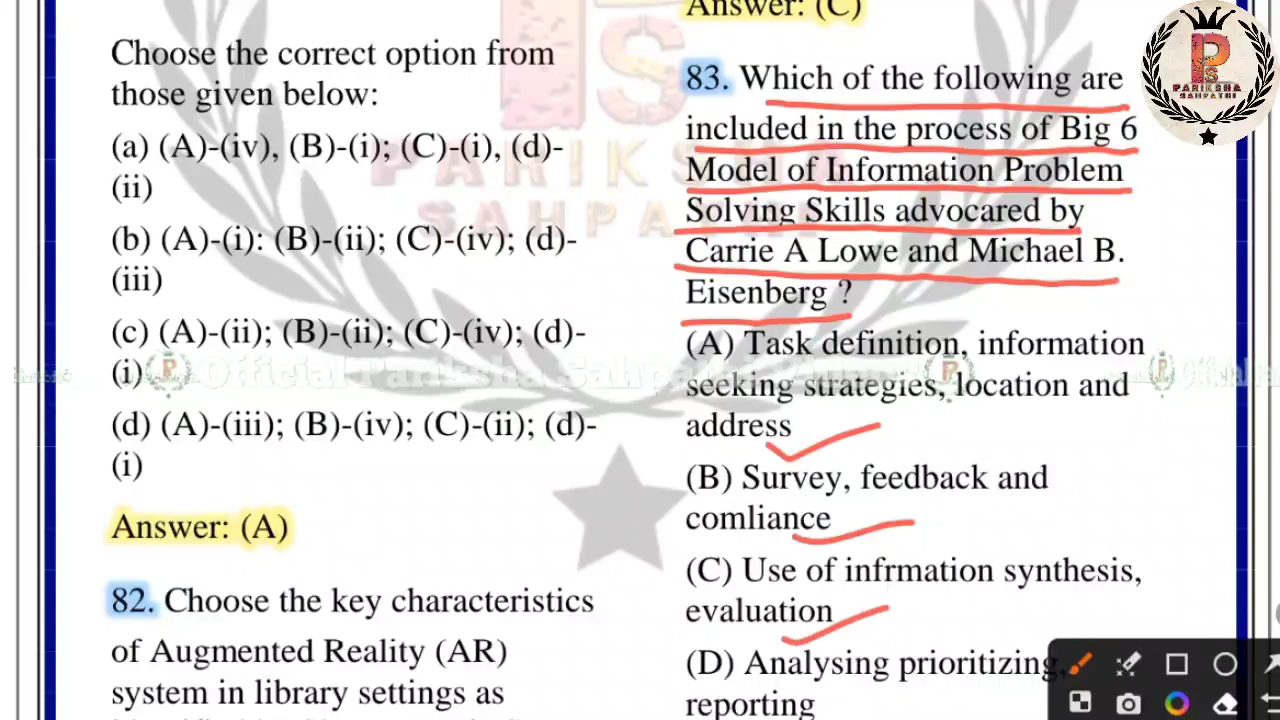 Choose the correct option from
those given below:
(a) (A)-(iv), (B)-(i); (C)-(i), (d)-
(ii)
(b) (A)-(i): (B)-(ii); (C)-(iv); (d)-
(iii)
(c) (A)-(ii); (B)-(ii); (C)-(iv); (d)-
(i)
(d) (A)-(iii); (B)-(iv); (C)-(ii); (d)-
(i)
Answer: (A)
82. Choose the key characteristics
of Augmented Reality (AR)
system in library settings as
Answer: (C)
83. Which of the following are
included in the process of Big 6
Model of Information Problem
Solving Skills advocared by
Carrie A Lowe and Michael B.
Eisenberg ?
(A) Task definition, information
seeking strategies, location and
address
(B) Survey, feedback and
comliance
(C) Use of infrmation synthesis,
evaluation
(D) Analysing prioritizing,
reporting
PARIKSHA
SAHPATHI
Official Pariksha Sahpathi